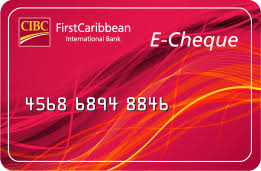 CIBC
FirstCaribbean
International Bank
E-Cheque
4568 6894 8846